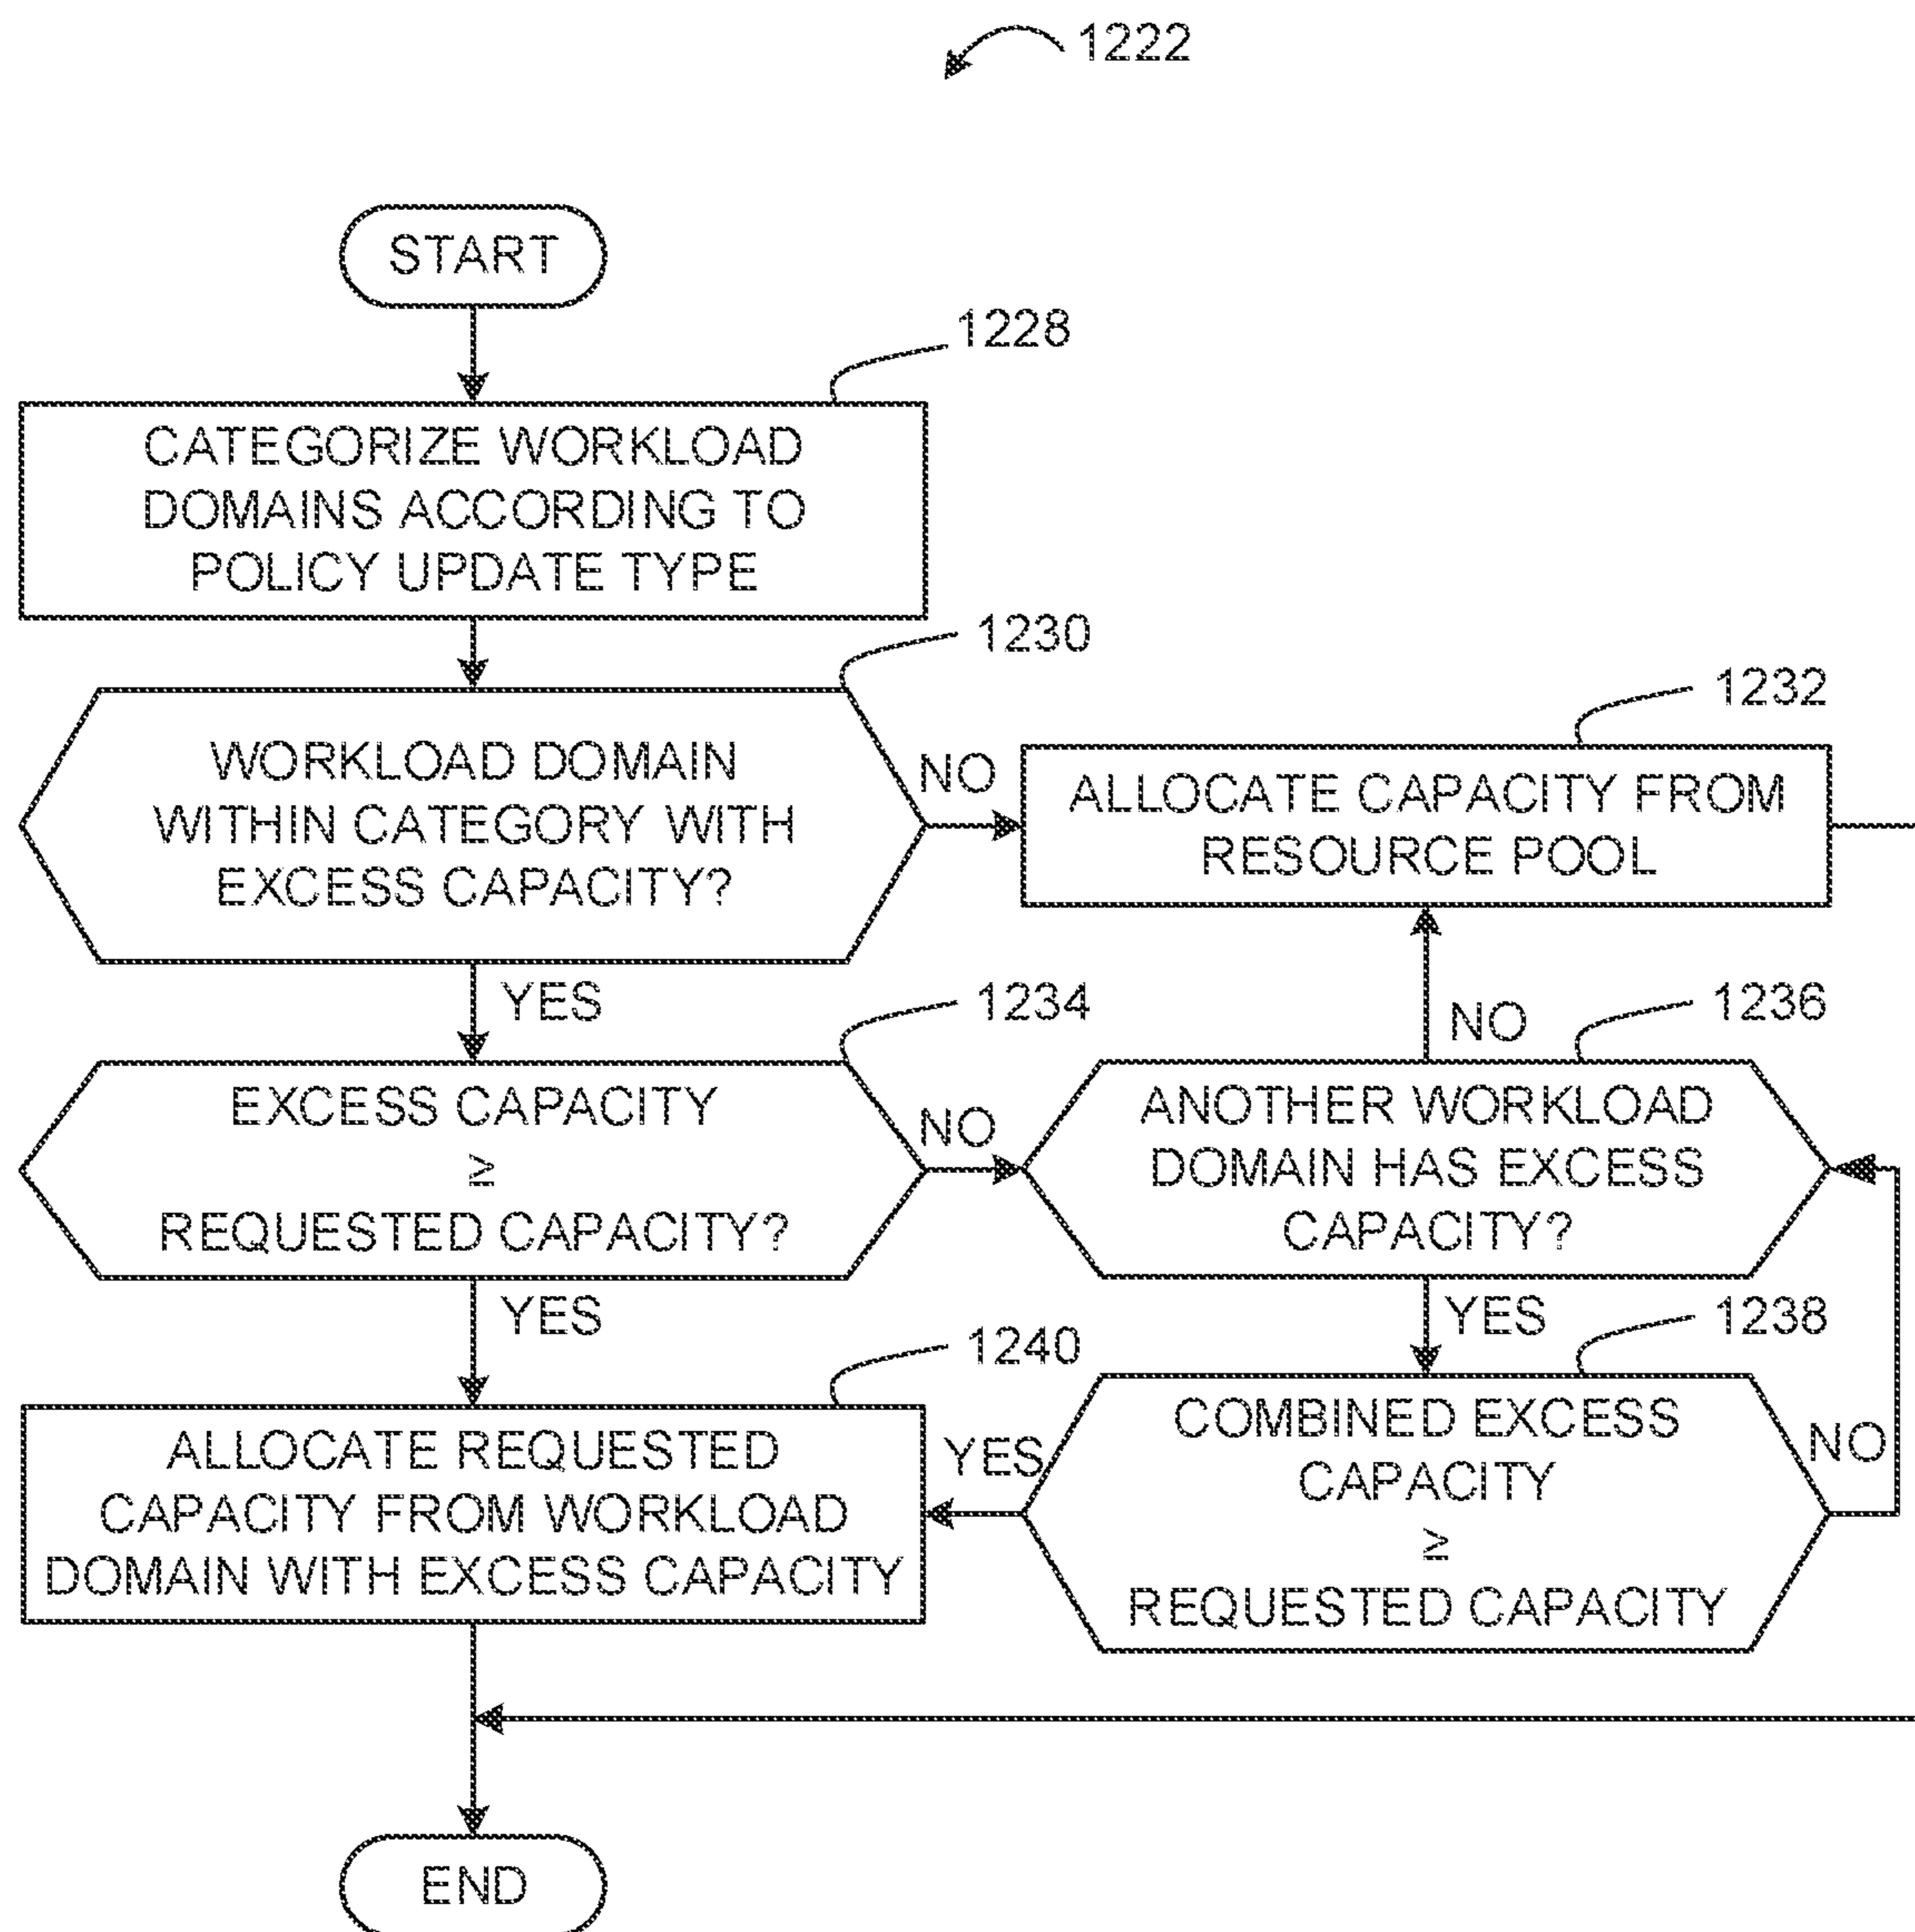 1222
START
1228
CATEGORIZE WORKLOAD
DOMAINS ACCORDING TO
POLICY UPDATE TYPE
1230
WORKLOAD DOMAIN
WITHIN CATEGORY WITH
EXCESS CAPACITY?
NO
1232
ALLOCATE CAPACITY FROM
RESOURCE POOL
YES
1234
EXCESS CAPACITY
≥
REQUESTED CAPACITY?
NO
NO
1236
ANOTHER WORKLOAD
DOMAIN HAS EXCESS
CAPACITY?
YES
1240
ALLOCATE REQUESTED
CAPACITY FROM WORKLOAD
DOMAIN WITH EXCESS CAPACITY
YES
1238
COMBINED EXCESS
CAPACITY
≥
REQUESTED CAPACITY
YES
NO
END